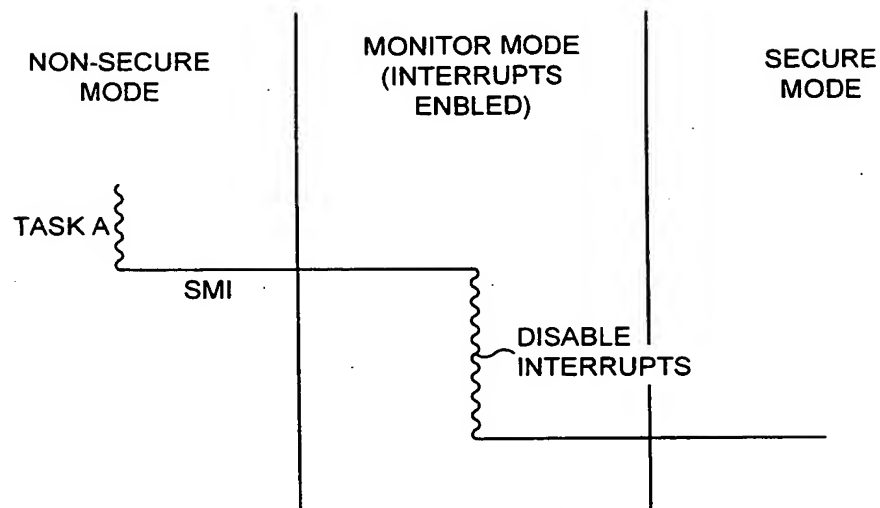 NON-SECURE
MODE
MONITOR MODE
(INTERRUPTS
ENBLED)
SECURE
MODE
TASK A
SMI
DISABLE
INTERRUPTS